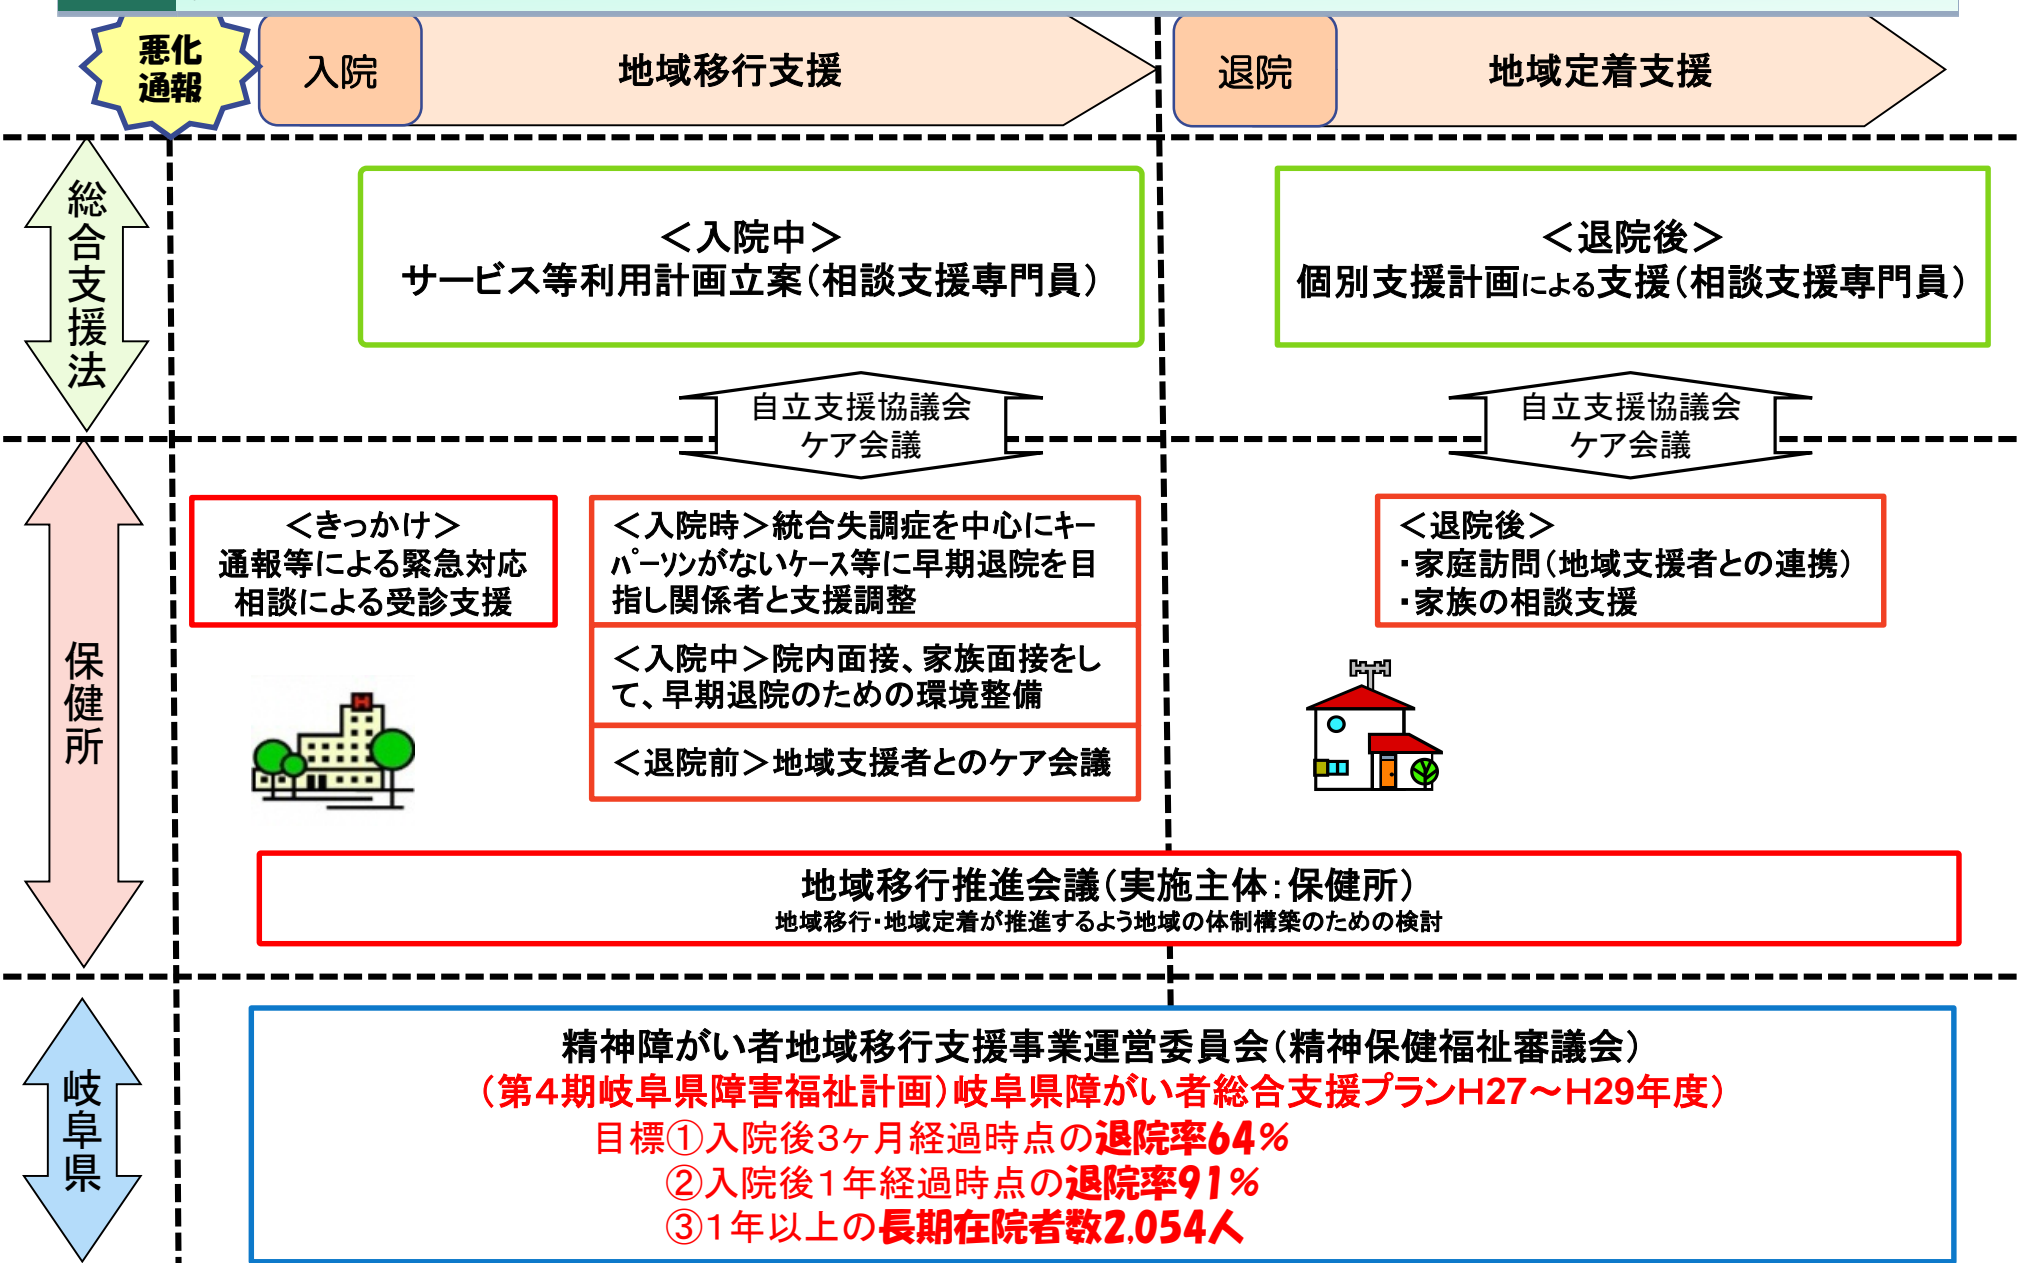 悪化
通報
入院
地域移行支援
退院
地域定着支援
総合支援法
＜入院中＞
サービス等利用計画立案（相談支援専門員）
＜退院後＞
個別支援計画による支援（相談支援専門員）
自立支援協議会
ケア会議
自立支援協議会
ケア会議
保健所
＜きっかけ＞
通報等による緊急対応
相談による受診支援
＜入院時＞統合失調症を中心にｷｰ
ﾊﾟｰｿﾝがないｹｰｽ等に早期退院を目
指し関係者と支援調整
＜入院中＞院内面接、家族面接をし
て、早期退院のための環境整備
＜退院前＞地域支援者とのケア会議
＜退院後＞
・家庭訪問（地域支援者との連携）
・家族の相談支援
H
地域移行推進会議（実施主体：保健所）
地域移行・地域定着が推進するよう地域の体制構築のための検討
岐阜県
精神障がい者地域移行支援事業運営委員会（精神保健福祉審議会）
（第４期岐阜県障害福祉計画）岐阜県障がい者総合支援プランH27～H29年度）
目標①入院後３ヶ月経過時点の退院率64％
②入院後１年経過時点の退院率91％
③１年以上の長期在院者数2,054人